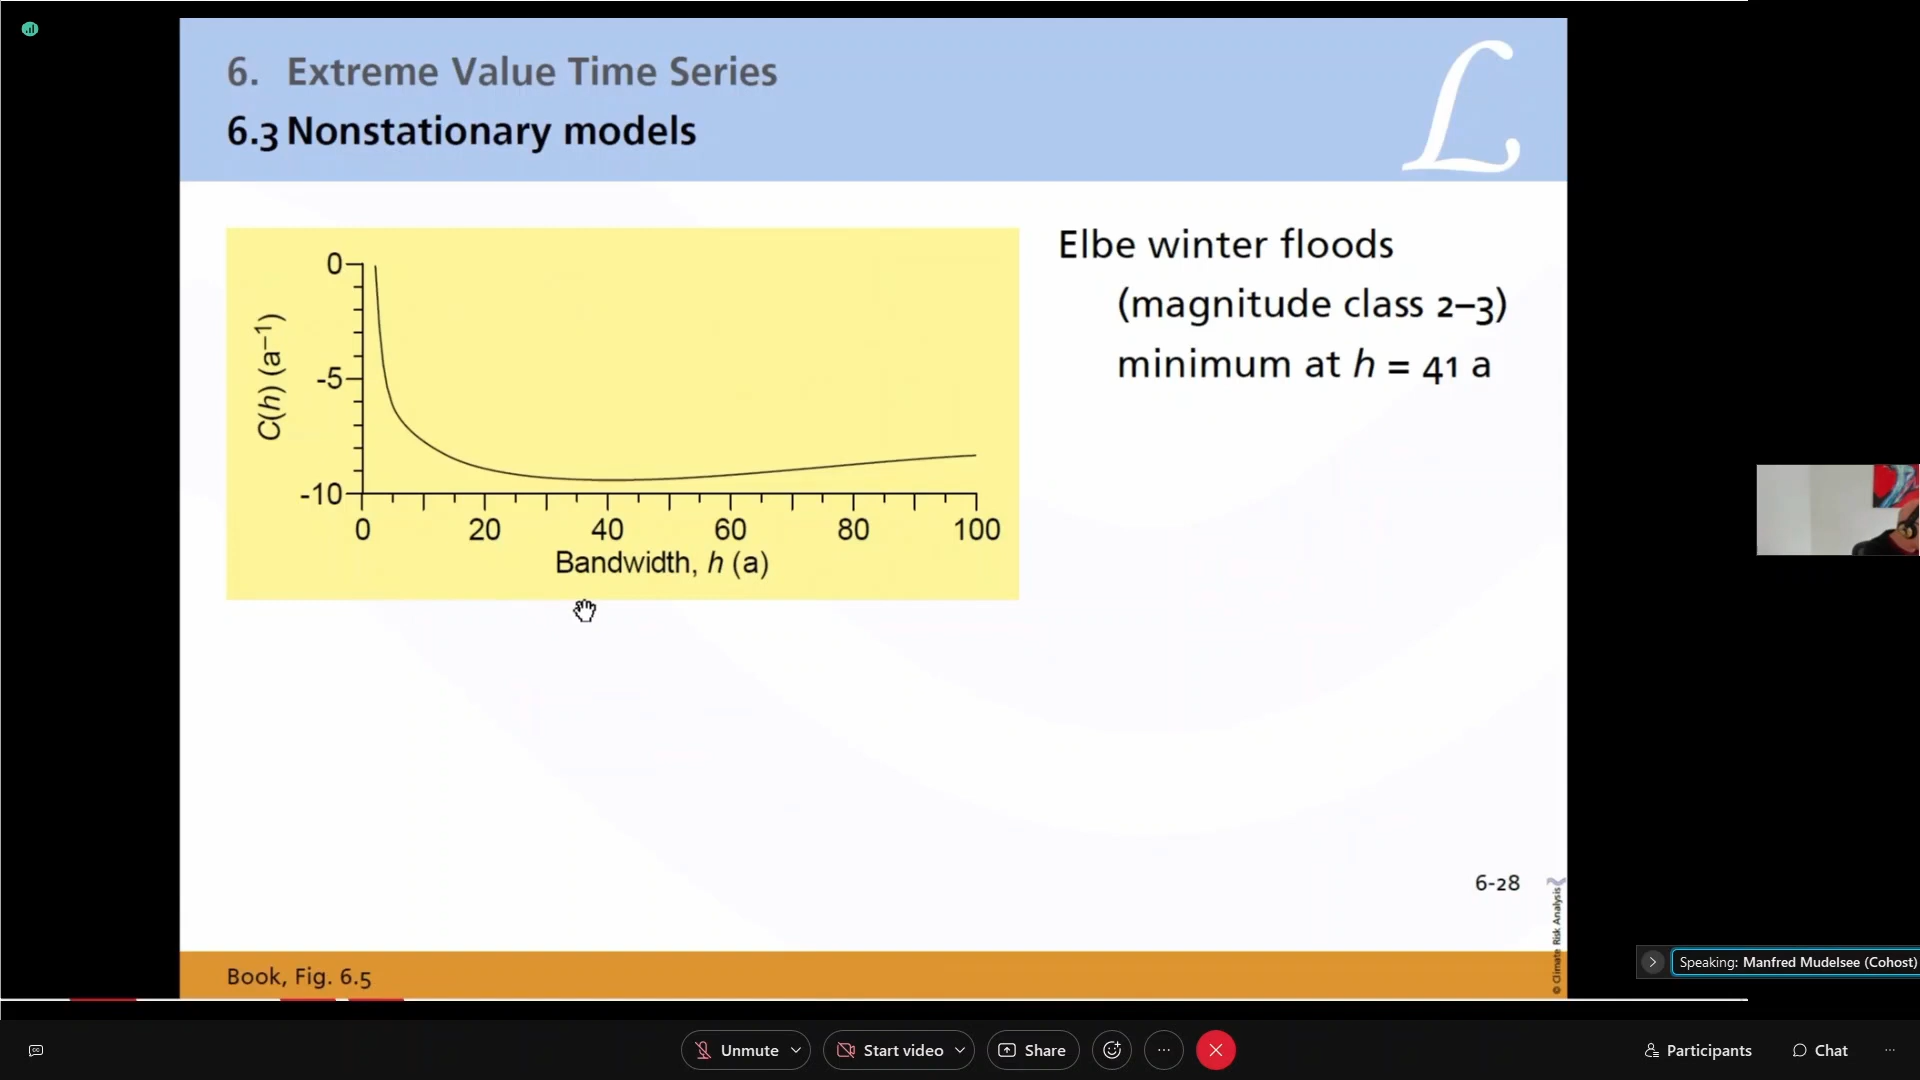 6. Extreme Value Time Series
6.3 Nonstationary models
L
0
-5
-10
C(h) (a⁻¹)
0 20 40 60 80 100
Bandwidth, h (a)
Elbe winter floods
(magnitude class 2–3)
minimum at h = 41 a
6-28
© Climate Risk Analysis
Book, Fig. 6.5
Speaking: Manfred Mudelsee (Cohost)
Unmute
Start video
Share
Participants
Chat